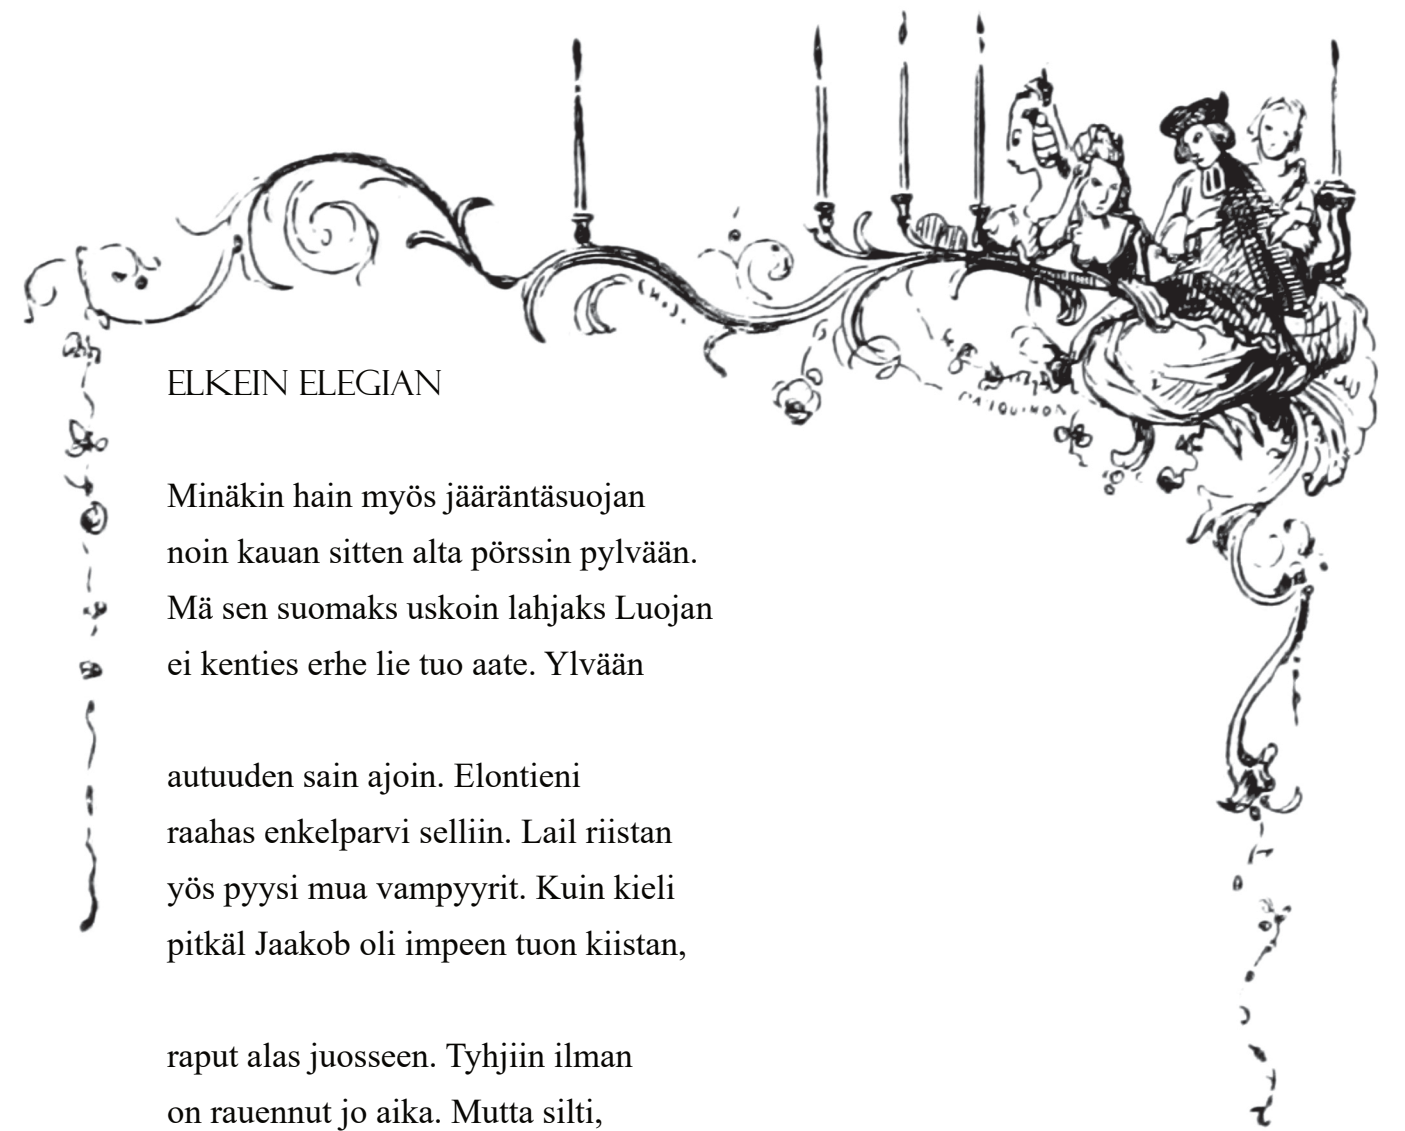 ELKEIN ELEGIAN
Minäkin hain myös jääräntäsuojan
noin kauan sitten alta pörssin pylvään.
Mä sen suomaks uskoin lahjaks Luojan
ei kenties erhe lie tuo aate. Ylvään
autuuden sain ajoin. Elontieni
raahas enkelparvi selliin. Lail riistan
yös pyysi mua vampyyrit. Kuin kieli
pitkäl Jaakob oli impeen tuon kiistan,
raput alas juosseen. Tyhjiin ilman
on rauennut jo aika. Mutta silti,